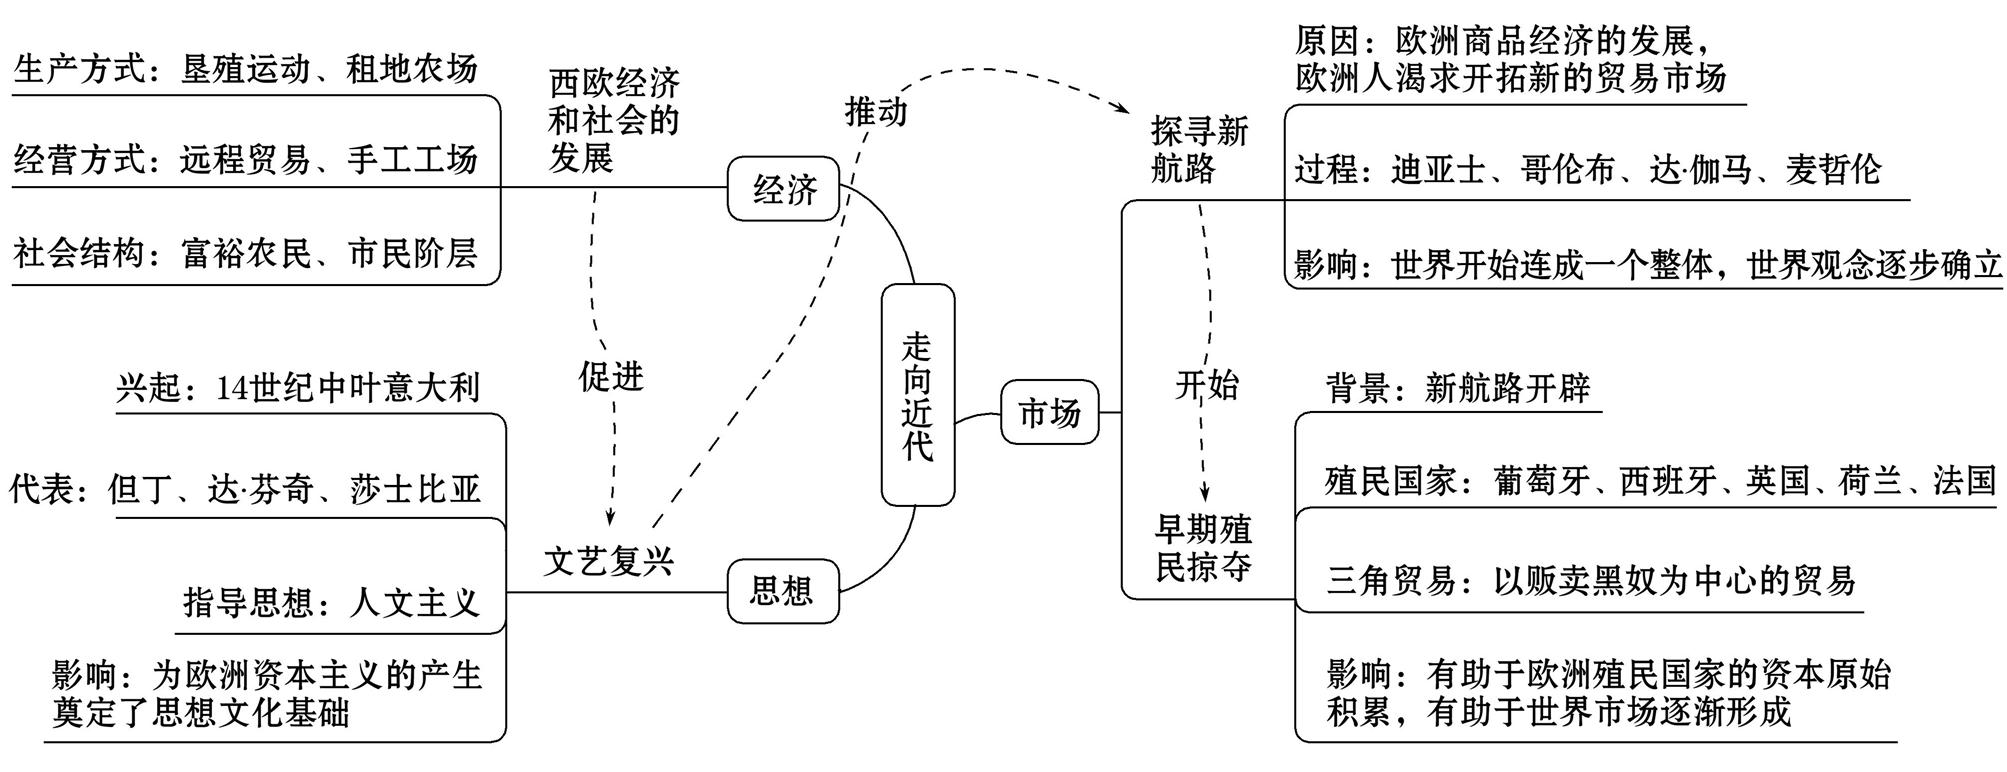 生产方式：垦殖运动、租地农场
经营方式：远程贸易、手工工场
社会结构：富裕农民、市民阶层
西欧经济
和社会的
发展
经济
促进
推动
兴起：14世纪中叶意大利
代表：但丁、达·芬奇、莎士比亚
指导思想：人文主义
影响：为欧洲资本主义的产生
奠定了思想文化基础
文艺复兴
思想
走向近代
市场
探寻新
航路
原因：欧洲商品经济的发展，
欧洲人渴求开拓新的贸易市场
过程：迪亚士、哥伦布、达·伽马、麦哲伦
影响：世界开始连成一个整体，世界观念逐步确立
开始
早期殖
民掠夺
背景：新航路开辟
殖民国家：葡萄牙、西班牙、英国、荷兰、法国
三角贸易：以贩卖黑奴为中心的贸易
影响：有助于欧洲殖民国家的资本原始
积累，有助于世界市场逐渐形成